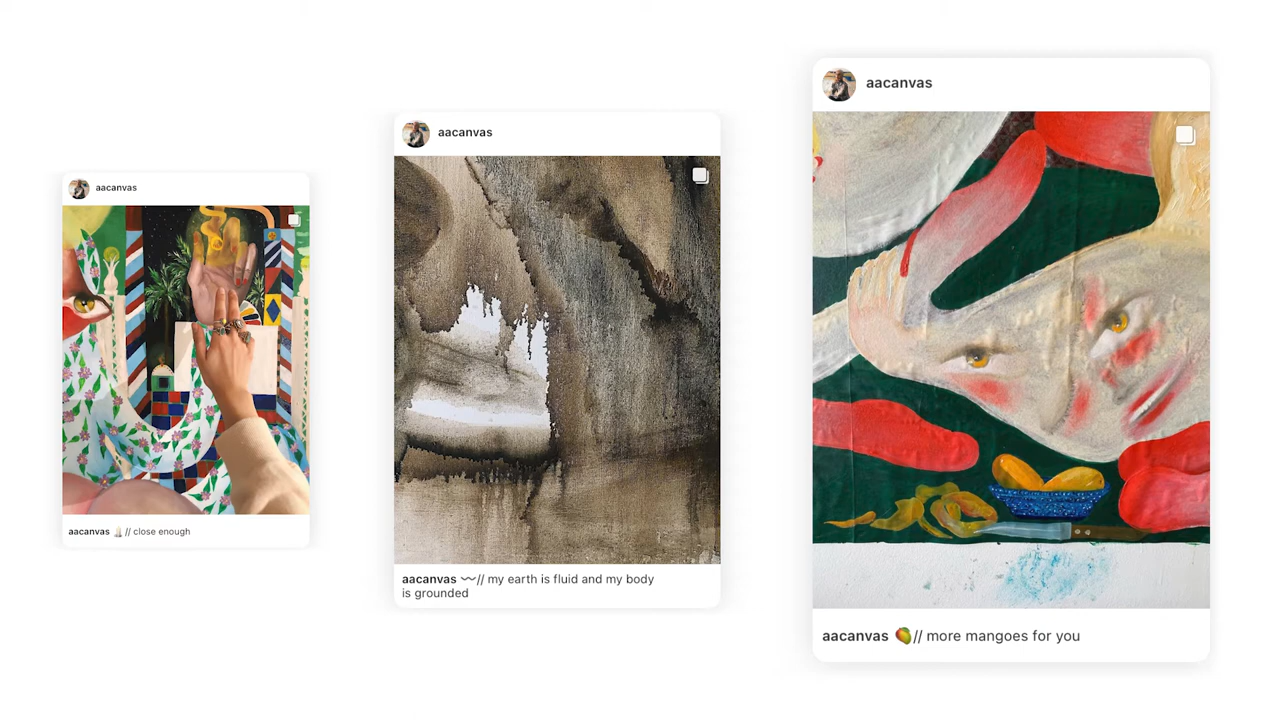 aacanvas
aacanvas 🕯️// close enough
aacanvas
aacanvas 〰️// my earth is fluid and my body
is grounded
aacanvas
aacanvas 🥭// more mangoes for you